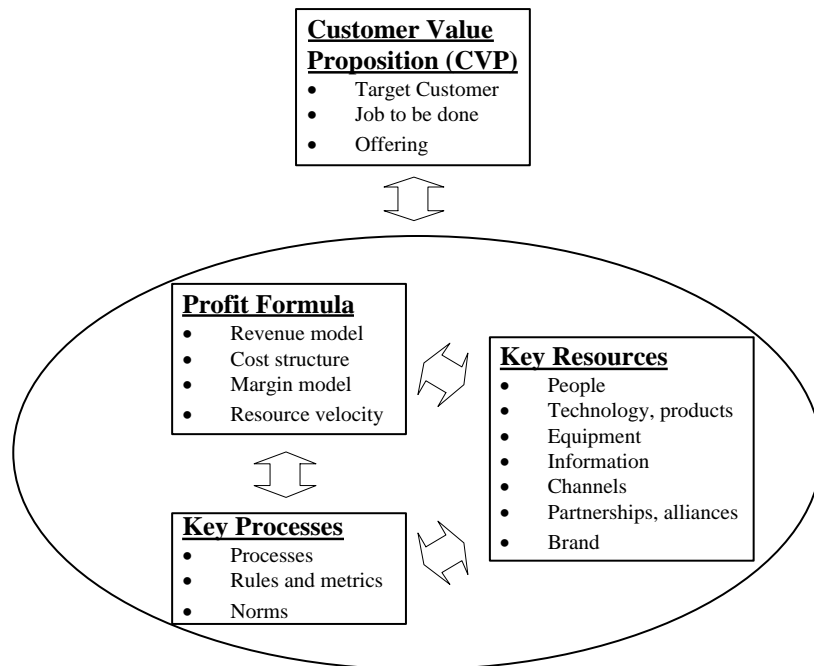 Customer Value
Proposition (CVP)
• Target Customer
• Job to be done
• Offering
Profit Formula
• Revenue model
• Cost structure
• Margin model
• Resource velocity
Key Resources
• People
• Technology, products
• Equipment
• Information
• Channels
• Partnerships, alliances
• Brand
Key Processes
• Processes
• Rules and metrics
• Norms